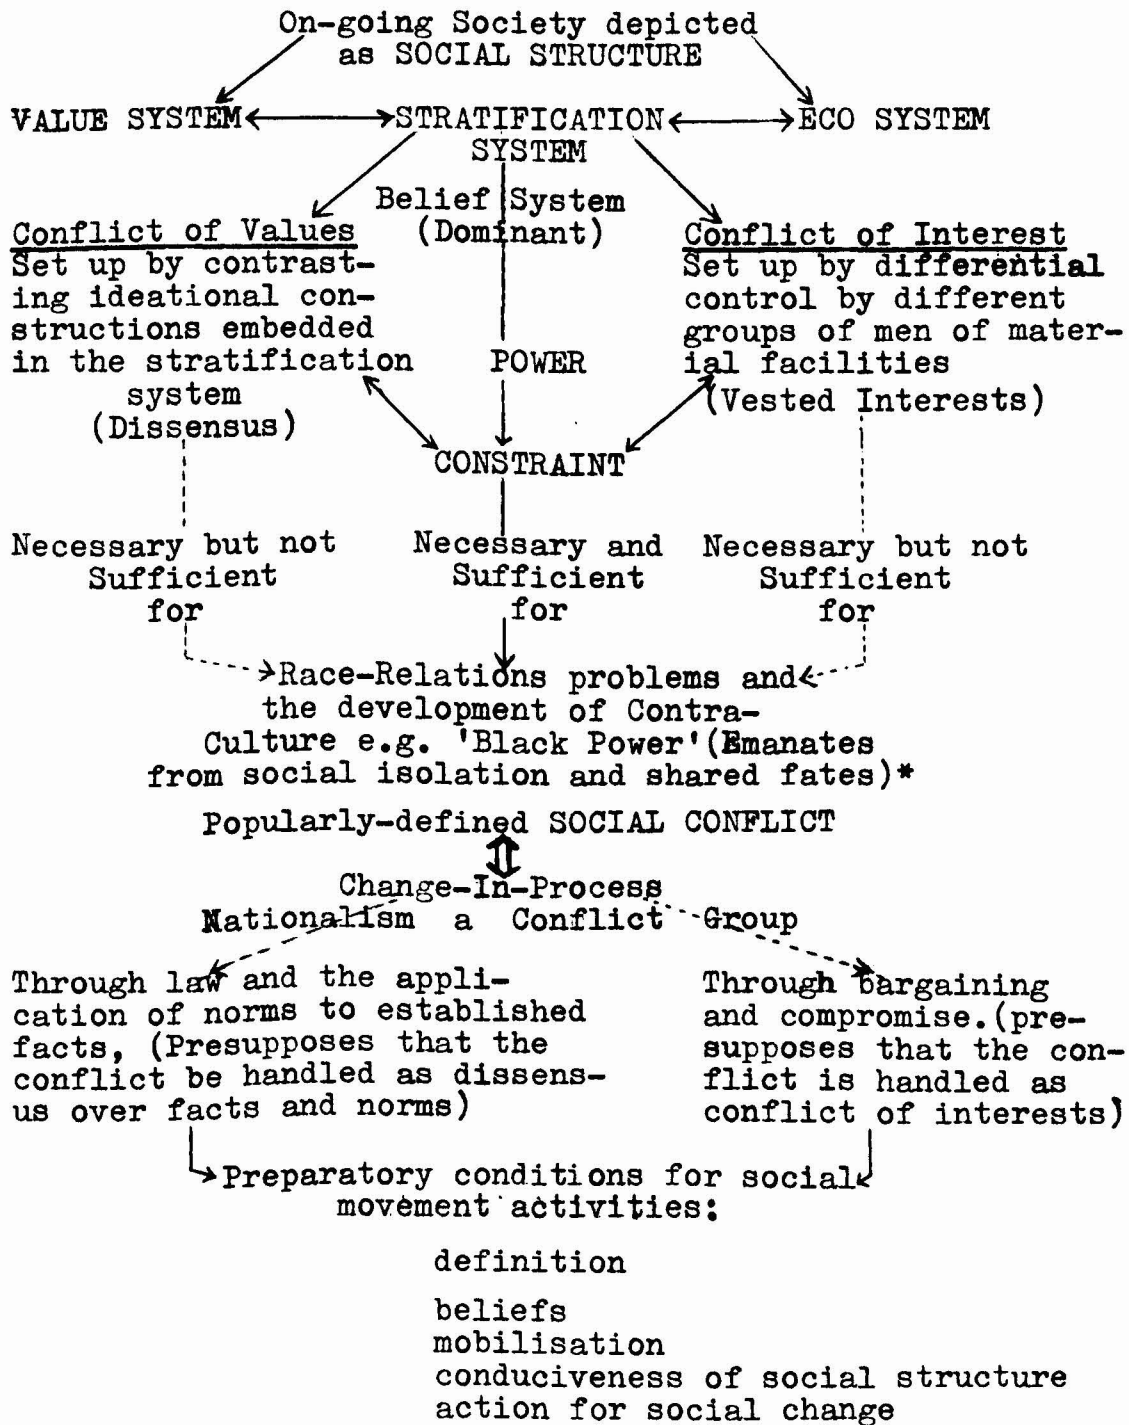 On-going Society depicted
as SOCIAL STRUCTURE
VALUE SYSTEM STRATIFICATION ECO SYSTEM
SYSTEM
Belief System
(Dominant)
Conflict of Values
Set up by contrast-
ing ideational con-
structions embedded
in the stratification
system
(Dissensus)
Conflict of Interest
Set up by differential
control by different
groups of men of mater-
ial facilities
(Vested Interests)
POWER
CONSTRAINT
Necessary but not
Sufficient
for
Necessary and
Sufficient
for
Necessary but not
Sufficient
for
Race-Relations problems and
the development of Contra-
Culture e.g. 'Black Power' (Emanates
from social isolation and shared fates)*
Popularly-defined SOCIAL CONFLICT
Change-In-Process
Nationalism a Conflict Group
Through law and the appli-
cation of norms to established
facts, (Presupposes that the
conflict be handled as dissens-
us over facts and norms)
Through bargaining
and compromise. (pre-
supposes that the con-
flict is handled as
conflict of interests)
Preparatory conditions for social
movement activities:
definition
beliefs
mobilisation
conduciveness of social structure
action for social change